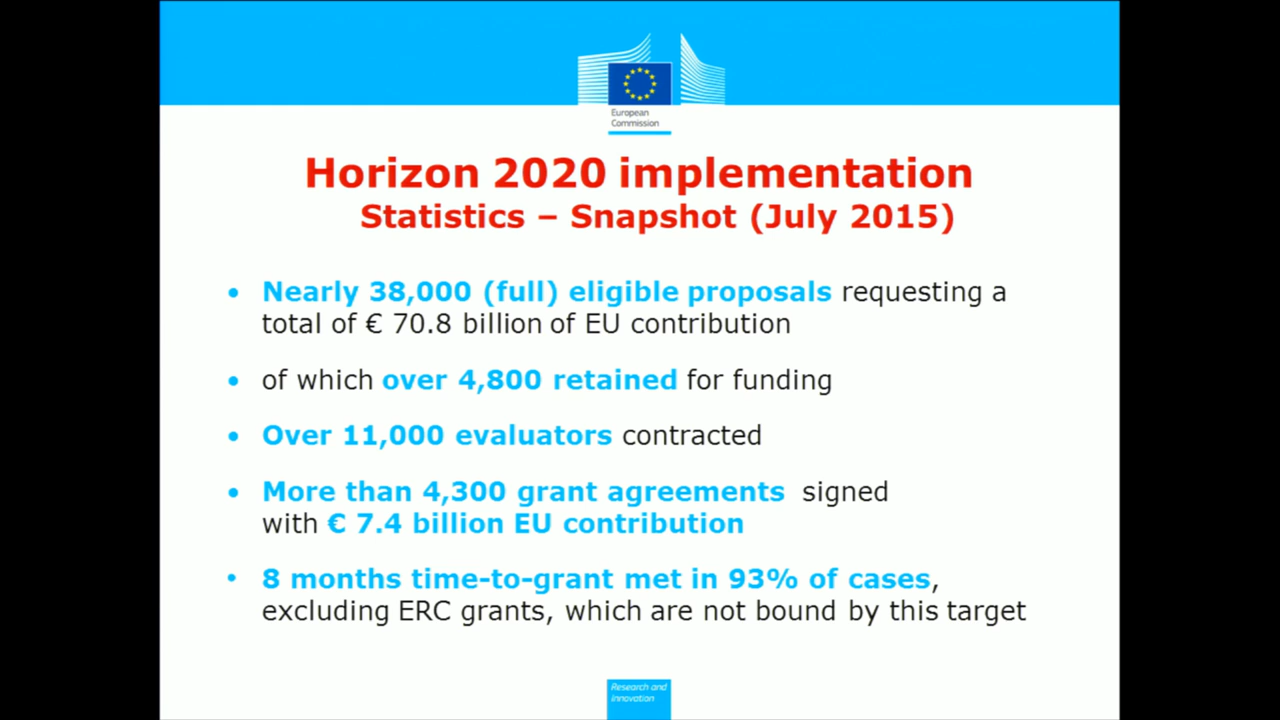 European
Commission
Horizon 2020 implementation
Statistics – Snapshot (July 2015)
• Nearly 38,000 (full) eligible proposals requesting a
total of € 70.8 billion of EU contribution
• of which over 4,800 retained for funding
• Over 11,000 evaluators contracted
• More than 4,300 grant agreements signed
with € 7.4 billion EU contribution
• 8 months time-to-grant met in 93% of cases,
excluding ERC grants, which are not bound by this target
Research and
Innovation